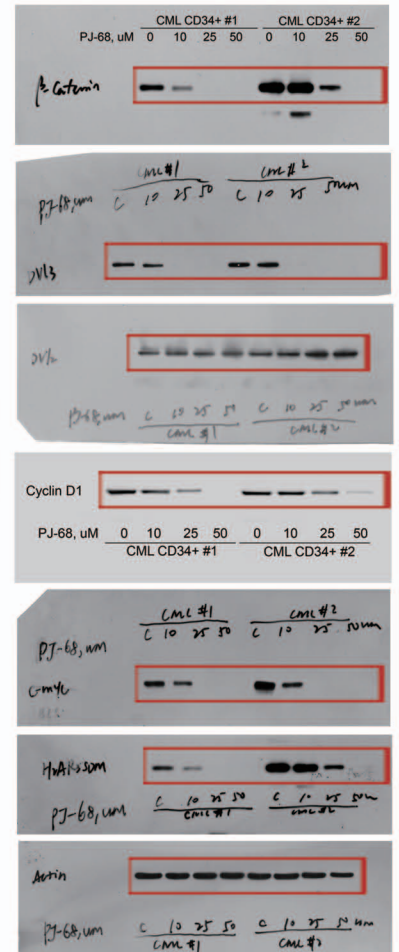 CML CD34+ #1 CML CD34+ #2
PJ-68, uM 0 10 25 50 0 10 25 50
β-Catenin
CML #1 CML #2
PJ-68, um C 10 25 50 C 10 25 50um
DVL3
DVL2
PJ-68, um C 10 25 50 C 10 25 50 um
CML #1 CML #2
Cyclin D1
PJ-68, uM 0 10 25 50 0 10 25 50
CML CD34+ #1 CML CD34+ #2
CML #1 CML #2
C 10 25 50 C 10 25 50um
PJ-68, um
c-myc
C 10 25 50 C 10 25 50
PJ-68, um CML #1 CML #2
Actin
PJ-68, um C 10 25 50 C 10 25 50 um
CML #1 CML #2